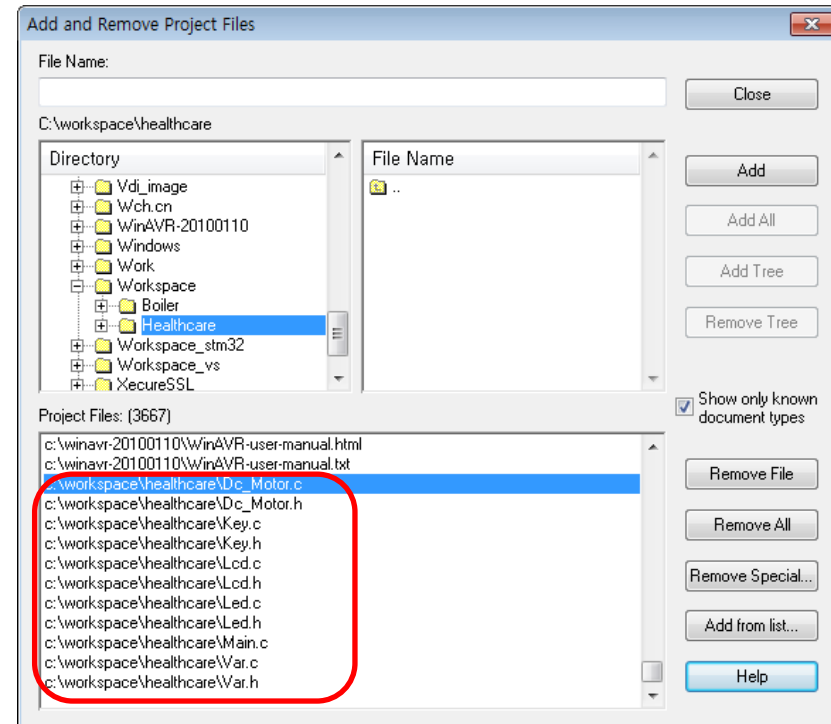 Add and Remove Project Files
File Name:
Close
C:\workspace\healthcare
Directory
File Name
Add
Vdi_image
..
Wch.cn
WinAVR-20100110
Add All
Windows
Work
Add Tree
Workspace
Boiler
Healthcare
Remove Tree
Workspace_stm32
Workspace_vs
XecureSSL
Show only known
document types
Project Files: (3667)
c:\winavr-20100110\WinAVR-user-manual.html
c:\winavr-20100110\WinAVR-user-manual.txt
c:\workspace\healthcare\Dc_Motor.c
c:\workspace\healthcare\Dc_Motor.h
c:\workspace\healthcare\Key.c
c:\workspace\healthcare\Key.h
c:\workspace\healthcare\Lcd.c
c:\workspace\healthcare\Lcd.h
c:\workspace\healthcare\Led.c
c:\workspace\healthcare\Led.h
c:\workspace\healthcare\Main.c
c:\workspace\healthcare\Var.c
c:\workspace\healthcare\Var.h
Remove File
Remove All
Remove Special...
Add from list...
Help